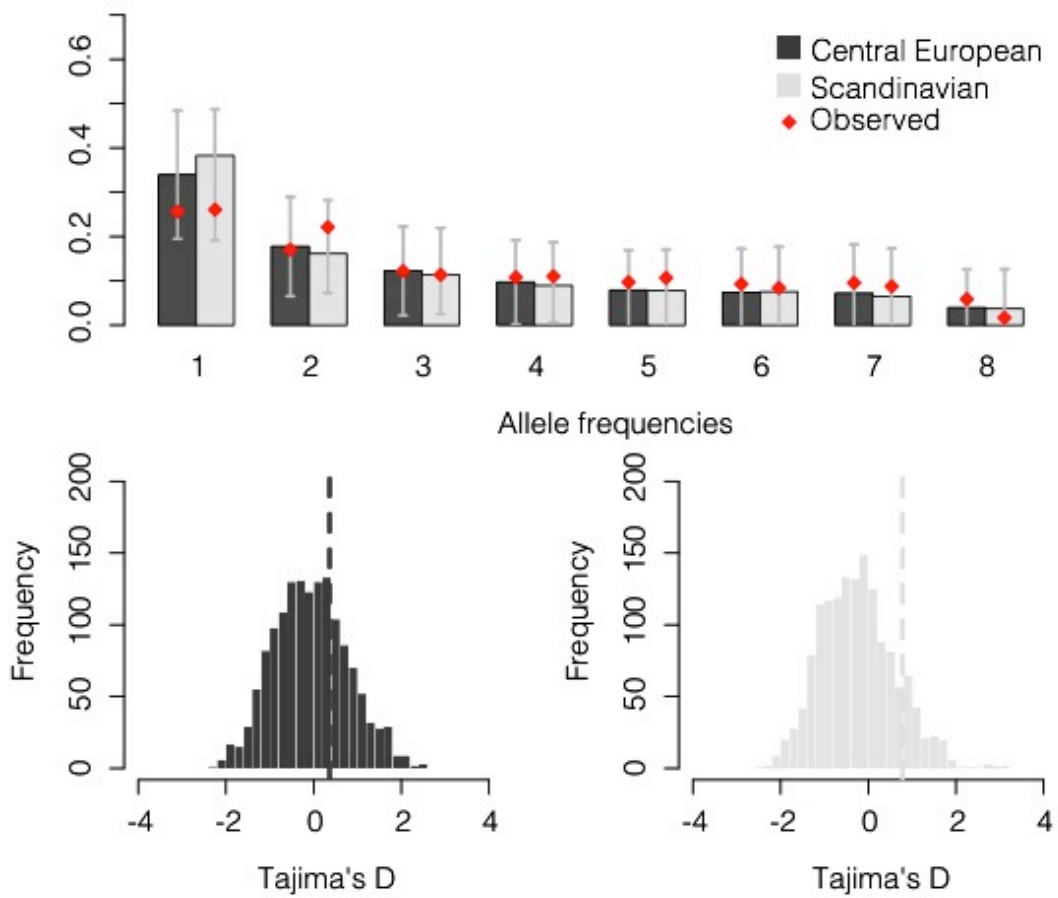 0.6
0.4
0.2
0.0
Central European
Scandinavian
Observed
1 2 3 4 5 6 7 8
Allele frequencies
Frequency
200
150
100
50
0
-4 -2 0 2 4
Tajima's D
Frequency
200
150
100
50
0
-4 -2 0 2 4
Tajima's D